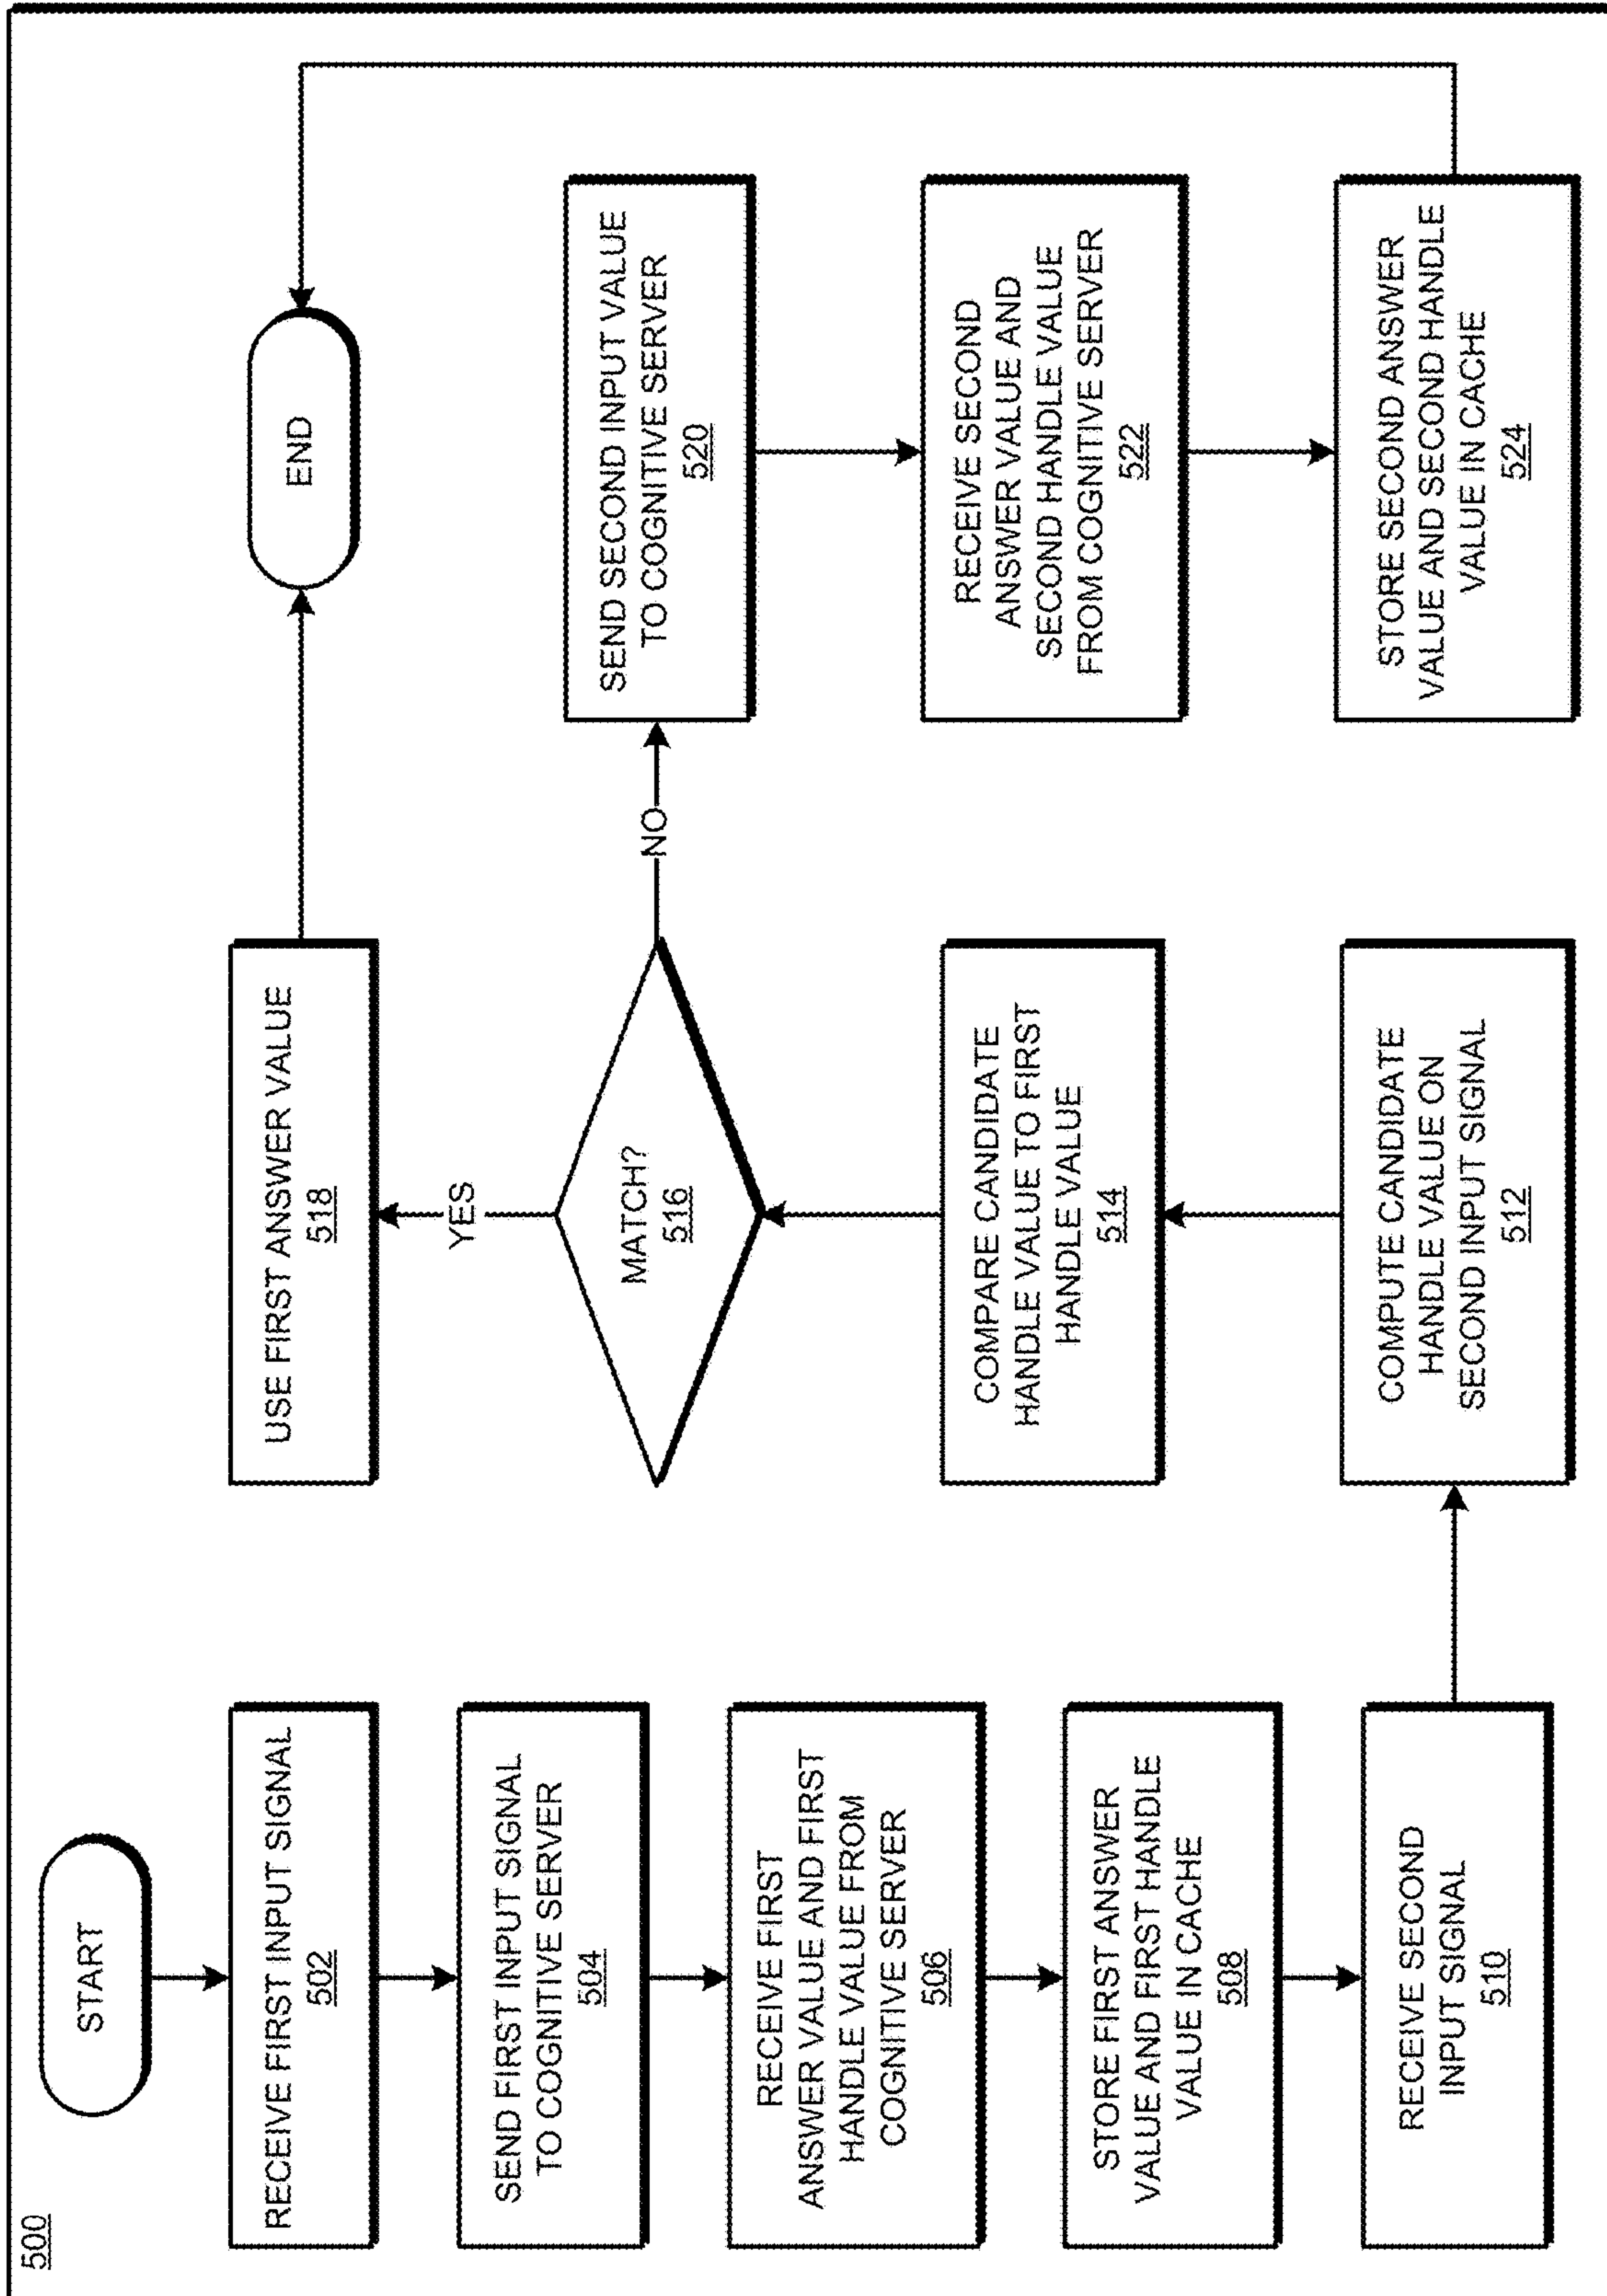 500
START
RECEIVE FIRST INPUT SIGNAL
502
SEND FIRST INPUT SIGNAL
TO COGNITIVE SERVER
504
RECEIVE FIRST
ANSWER VALUE AND FIRST
HANDLE VALUE FROM
COGNITIVE SERVER
506
STORE FIRST ANSWER
VALUE AND FIRST HANDLE
VALUE IN CACHE
508
RECEIVE SECOND
INPUT SIGNAL
510
COMPUTE CANDIDATE
HANDLE VALUE ON
SECOND INPUT SIGNAL
512
COMPARE CANDIDATE
HANDLE VALUE TO FIRST
HANDLE VALUE
514
MATCH?
516
YES
USE FIRST ANSWER VALUE
518
NO
SEND SECOND INPUT VALUE
TO COGNITIVE SERVER
520
RECEIVE SECOND
ANSWER VALUE AND
SECOND HANDLE VALUE
FROM COGNITIVE SERVER
522
STORE SECOND ANSWER
VALUE AND SECOND HANDLE
VALUE IN CACHE
524
END